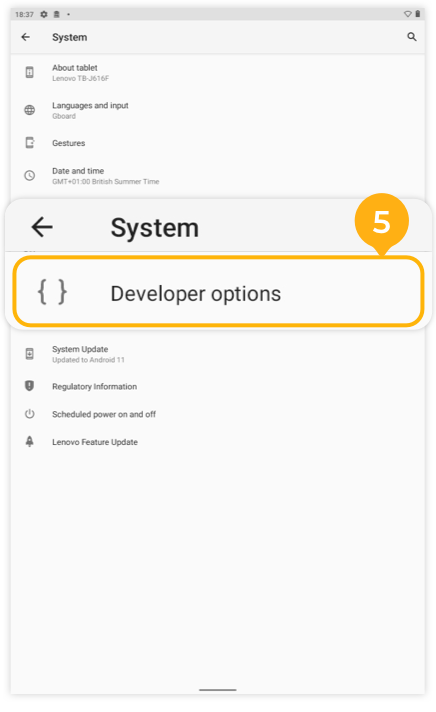 18:37
System
About tablet
Lenovo TB-J616F
Languages and input
Gboard
Gestures
Date and time
GMT+01:00 British Summer Time
System
5
{ } Developer options
System Update
Updated to Android 11
Regulatory Information
Scheduled power on and off
Lenovo Feature Update